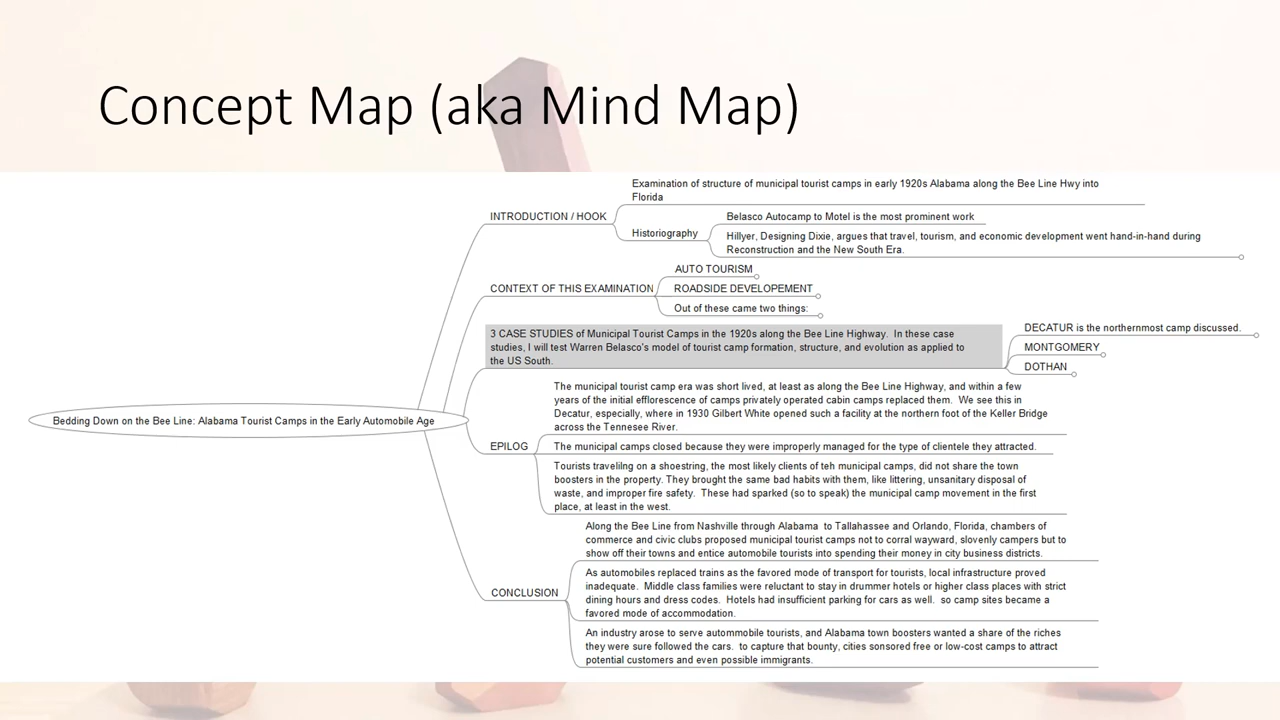 Concept Map (aka Mind Map)
Bedding Down on the Bee Line: Alabama Tourist Camps in the Early Automobile Age
INTRODUCTION / HOOK
Examination of structure of municipal tourist camps in early 1920s Alabama along the Bee Line Hwy into
Florida
Historiography
Belasco Autocamp to Motel is the most prominent work
Hillyer, Designing Dixie, argues that travel, tourism, and economic development went hand-in-hand during
Reconstruction and the New South Era.
CONTEXT OF THIS EXAMINATION
AUTO TOURISM
ROADSIDE DEVELOPEMENT
Out of these came two things:
3 CASE STUDIES of Municipal Tourist Camps in the 1920s along the Bee Line Highway. In these case
studies, I will test Warren Belasco's model of tourist camp formation, structure, and evolution as applied to
the US South.
DECATUR is the northernmost camp discussed.
MONTGOMERY
DOTHAN
EPILOG
The municipal tourist camp era was short lived, at least as along the Bee Line Highway, and within a few
years of the initial efflorescence of camps privately operated cabin camps replaced them. We see this in
Decatur, especially, where in 1930 Gilbert White opened such a facility at the northern foot of the Keller Bridge
across the Tennesee River.
The municipal camps closed because they were improperly managed for the type of clientele they attracted.
Tourists travelilng on a shoestring, the most likely clients of teh municipal camps, did not share the town
boosters in the property. They brought the same bad habits with them, like littering, unsanitary disposal of
waste, and improper fire safety. These had sparked (so to speak) the municipal camp movement in the first
place, at least in the west.
CONCLUSION
Along the Bee Line from Nashville through Alabama to Tallahassee and Orlando, Florida, chambers of
commerce and civic clubs proposed municipal tourist camps not to corral wayward, slovenly campers but to
show off their towns and entice automobile tourists into spending their money in city business districts.
As automobiles replaced trains as the favored mode of transport for tourists, local infrastructure proved
inadequate. Middle class families were reluctant to stay in drummer hotels or higher class places with strict
dining hours and dress codes. Hotels had insufficient parking for cars as well. so camp sites became a
favored mode of accommodation.
An industry arose to serve autommobile tourists, and Alabama town boosters wanted a share of the riches
they were sure followed the cars. to capture that bounty, cities sonsored free or low-cost camps to attract
potential customers and even possible immigrants.